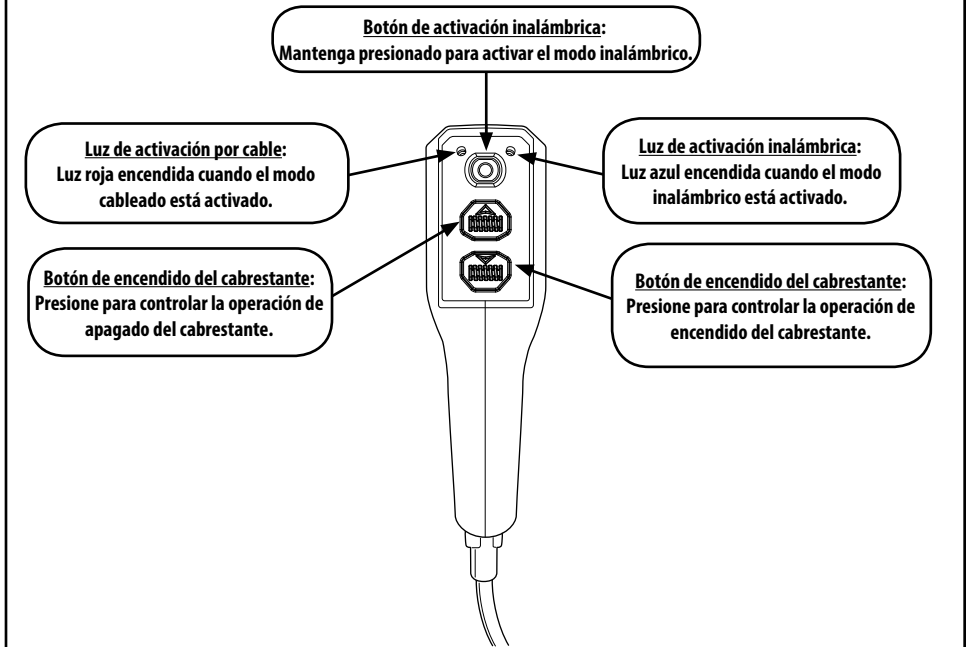 Botón de activación inalámbrica:
Mantenga presionado para activar el modo inalámbrico.
Luz de activación por cable:
Luz roja encendida cuando el modo
cableado está activado.
Luz de activación inalámbrica:
Luz azul encendida cuando el modo
inalámbrico está activado.
Botón de encendido del cabrestante:
Presione para controlar la operación de
apagado del cabrestante.
Botón de encendido del cabrestante:
Presione para controlar la operación de
encendido del cabrestante.